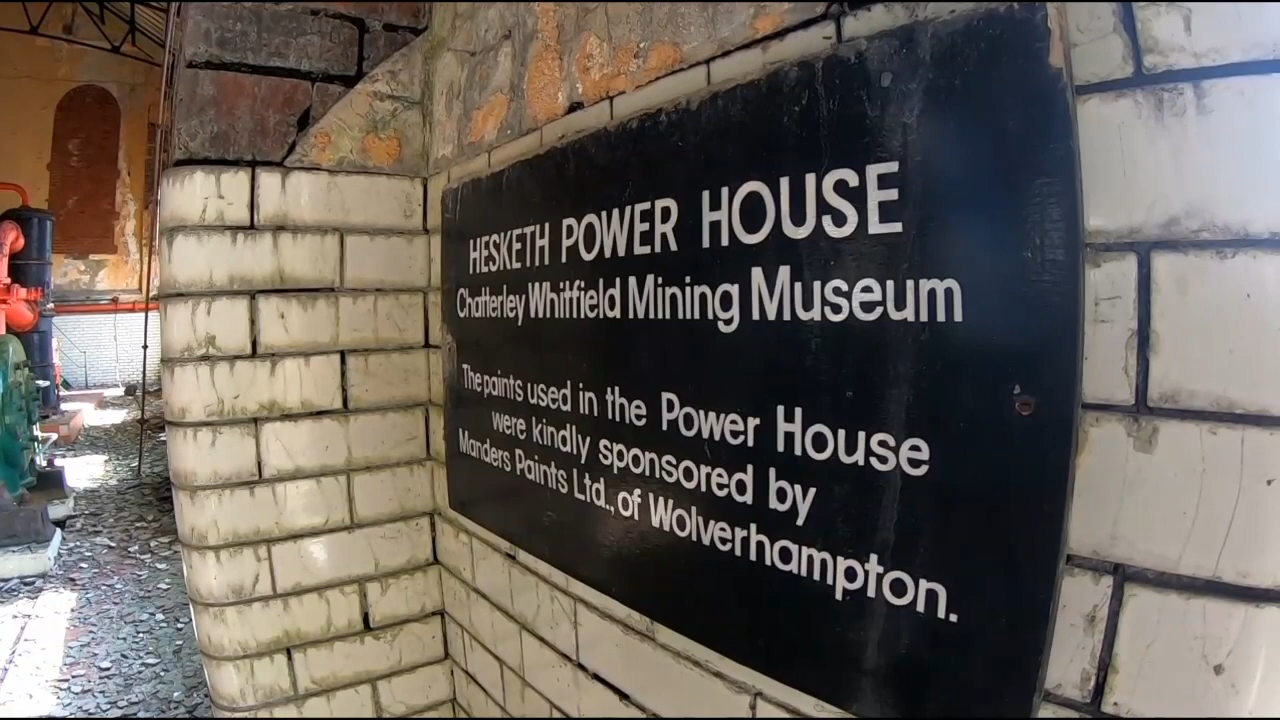 HESKETH POWER HOUSE
Chatterley Whitfield Mining Museum
The paints used in the Power House
were kindly sponsored by
Manders Paints Ltd., of Wolverhampton.